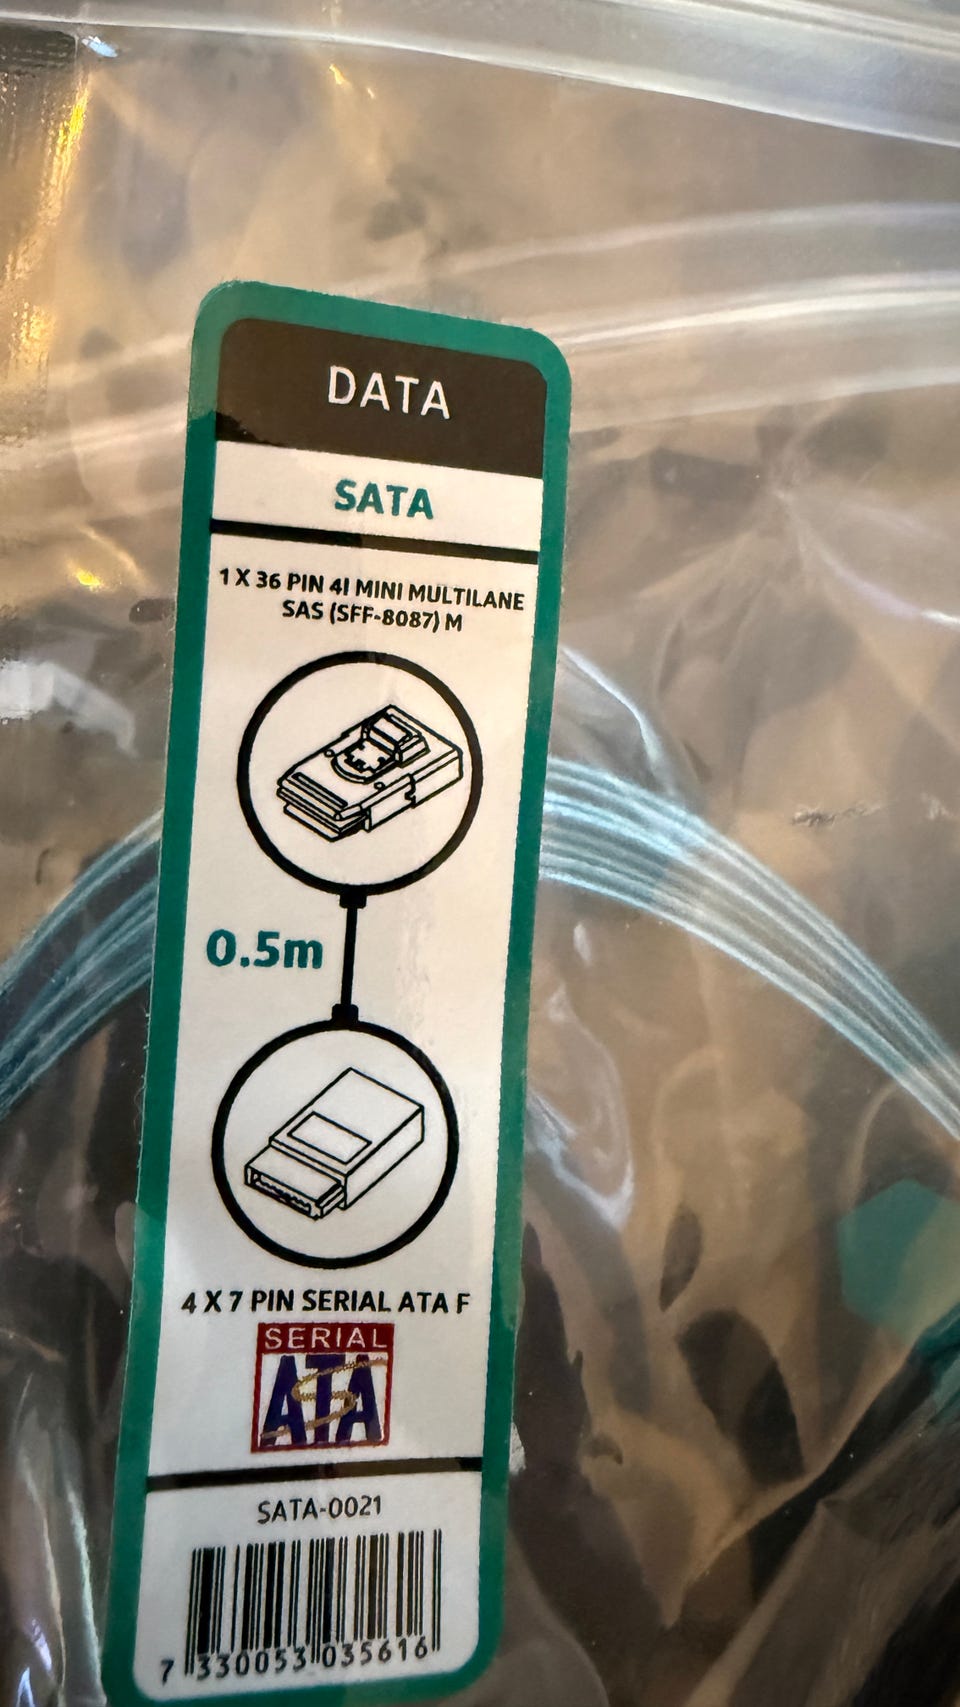 DATA
SATA
1 X 36 PIN 4I MINI MULTILANE
SAS (SFF-8087) M
0.5m
4 X 7 PIN SERIAL ATA F
SERIAL
ATA
SATA-0021
7 330053 035616